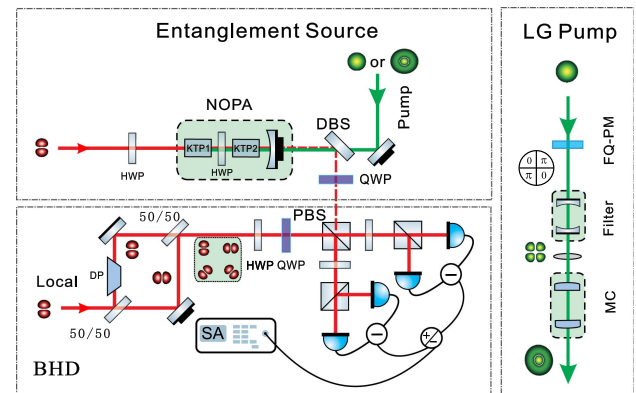 Entanglement Source
or
NOPA
DBS
Pump
KTP1
KTP2
HWP
HWP
QWP
PBS
50/50
HWP
QWP
Local
DP
50/50
SA
−
−
+/−
BHD
LG Pump
FQ-PM
0 π
π 0
Filter
MC